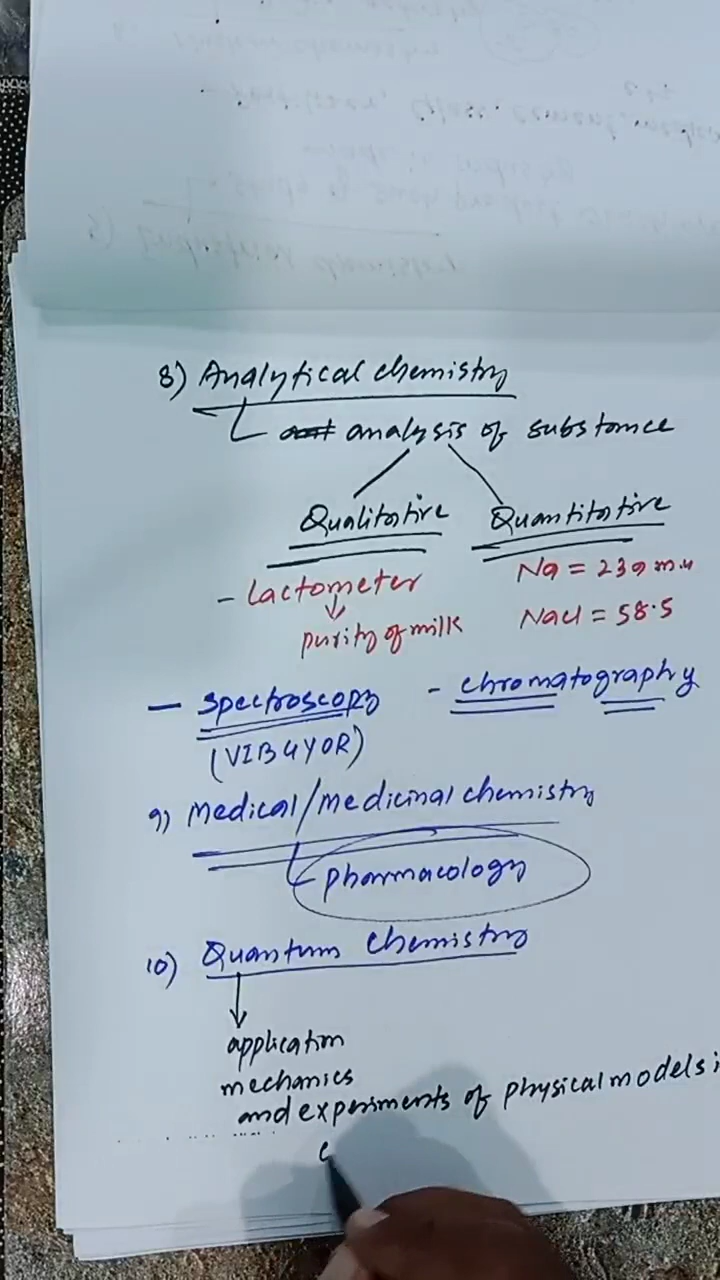 8) Analytical chemistry
analysis of substance
Qualitative Quantitative
- Lactometer Na = 23 a m.u
purity of milk NaCl = 58.5
- spectroscopy - chromatography
(VIBGYOR)
9) Medical/Medicinal chemistry
pharmacology
10) Quantum chemistry
application
mechanics
and experiments of physical models i